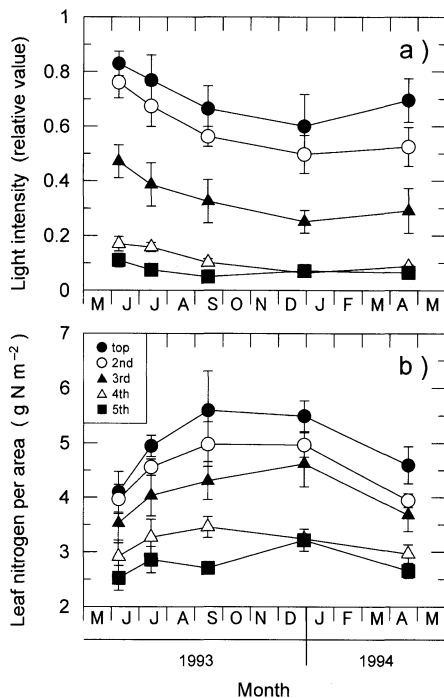 1
a )
0.8
0.6
0.4
0.2
0
Light intensity (relative value)
M J J A S O N D J F M A M
7
b )
6
5
4
3
2
Leaf nitrogen per area ( g N m⁻² )
top
2nd
3rd
4th
5th
M J J A S O N D J F M A M
1993 1994
Month